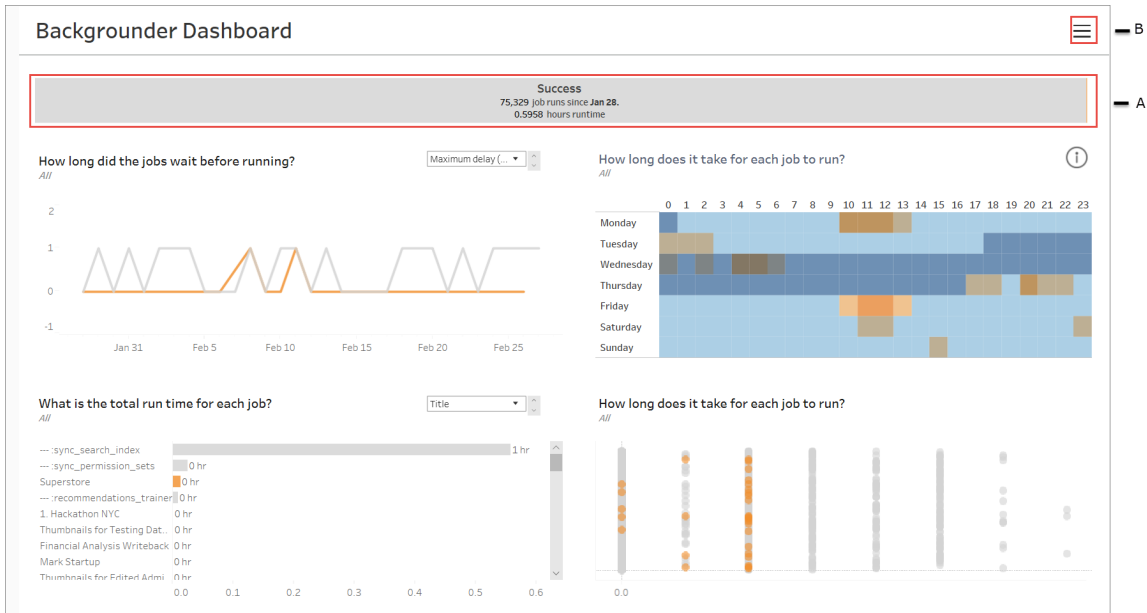 Backgrounder Dashboard
B
Success
75,329 job runs since Jan 28.
0.5958 hours runtime
A
How long did the jobs wait before running?
All
Maximum delay (...
2
1
0
-1
Jan 31 Feb 5 Feb 10 Feb 15 Feb 20 Feb 25
How long does it take for each job to run?
All
0 1 2 3 4 5 6 7 8 9 10 11 12 13 14 15 16 17 18 19 20 21 22 23
Monday
Tuesday
Wednesday
Thursday
Friday
Saturday
Sunday
What is the total run time for each job?
All
Title
--- :sync_search_index 1 hr
--- :sync_permission_sets 0 hr
Superstore 0 hr
--- :recommendations_trainer 0 hr
1. Hackathon NYC 0 hr
Thumbnails for Testing Dat.. 0 hr
Financial Analysis Writeback 0 hr
Mark Startup 0 hr
Thumbnails for Edited Admi.. 0 hr
0.0 0.1 0.2 0.3 0.4 0.5 0.6
How long does it take for each job to run?
All
0.0